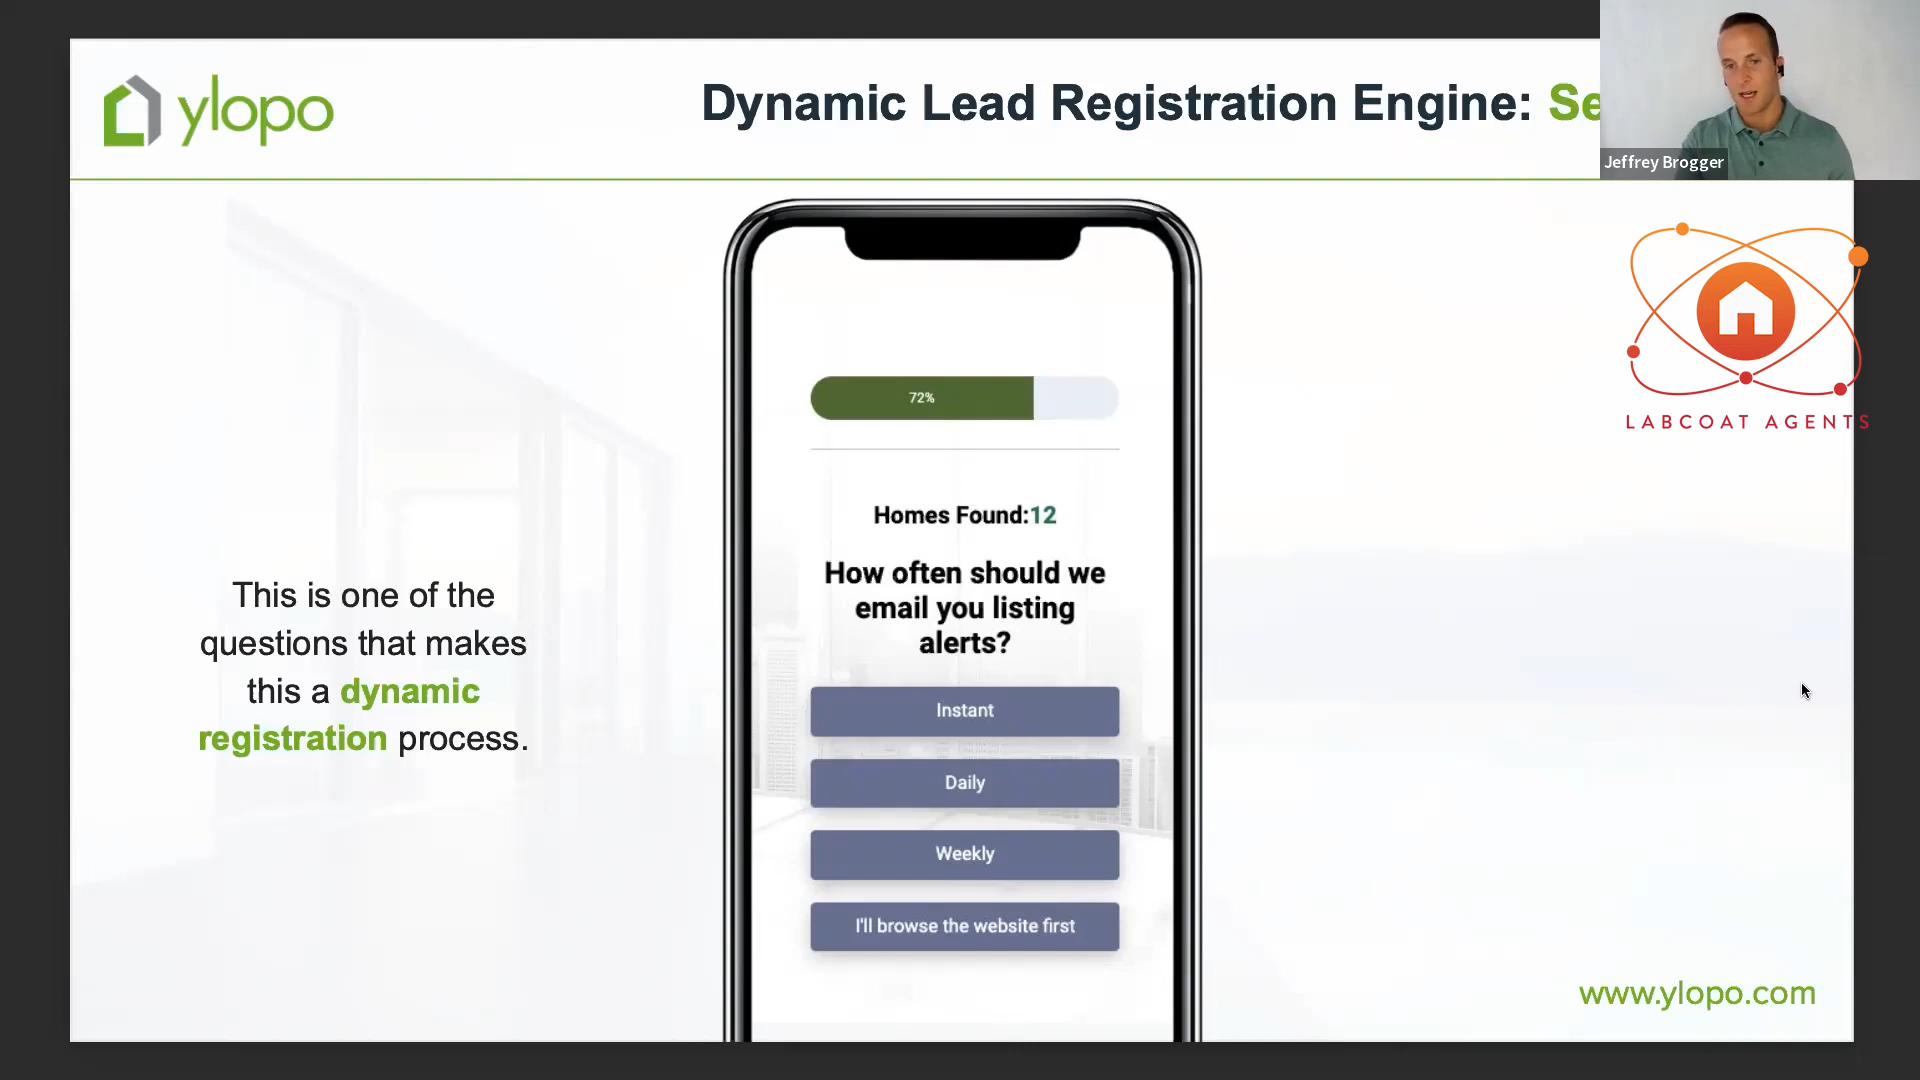 ylopo
Dynamic Lead Registration Engine: Se
Jeffrey Brogger
LABCOAT AGENTS
72%
Homes Found:12
How often should we
email you listing
alerts?
Instant
Daily
Weekly
I'll browse the website first
This is one of the
questions that makes
this a dynamic
registration process.
www.ylopo.com